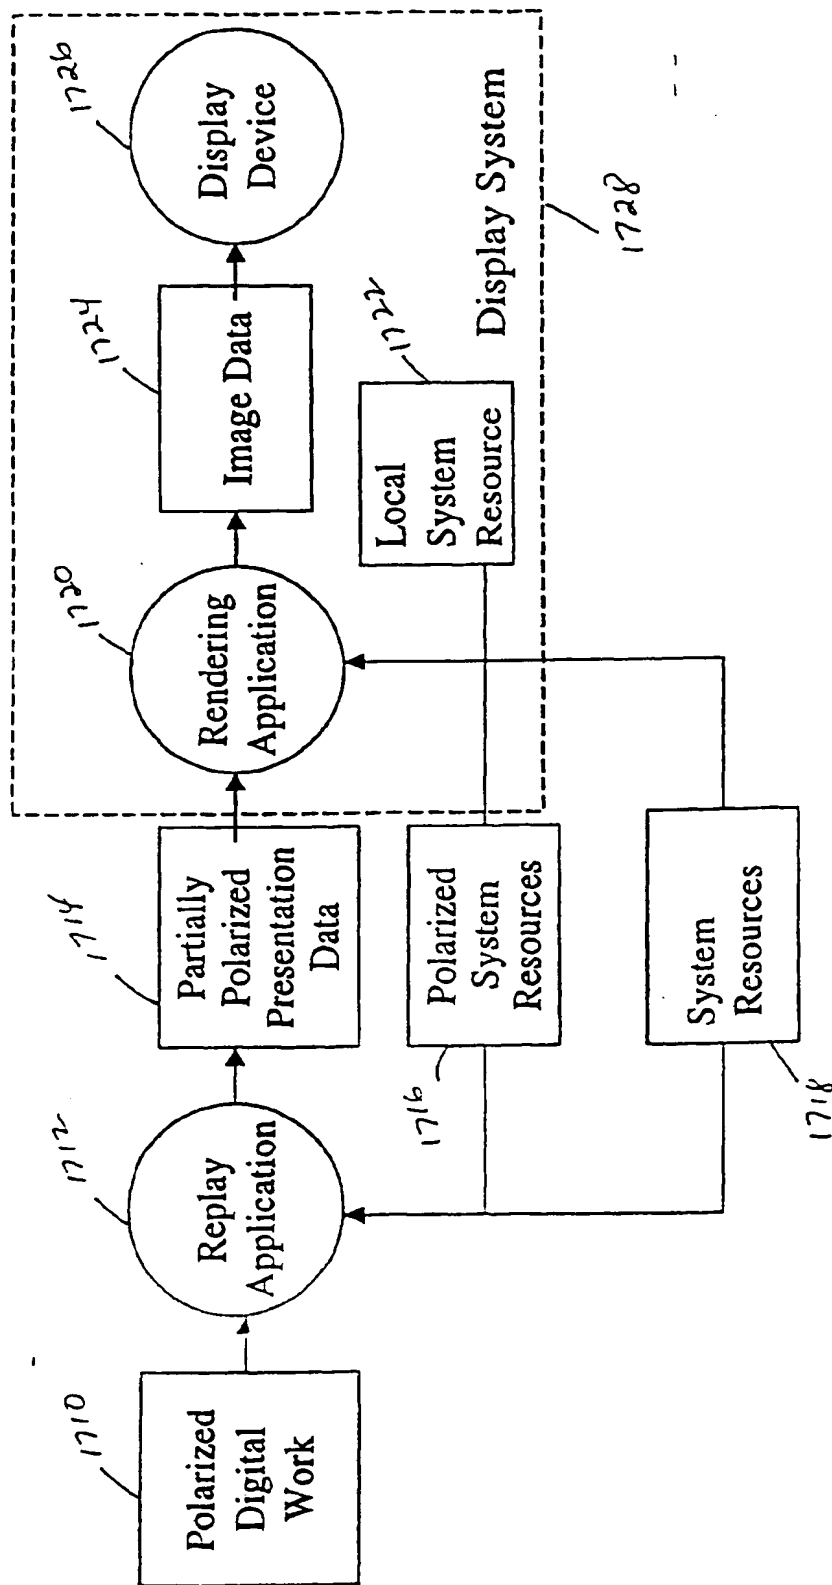 1710
Polarized
Digital
Work
1712
Replay
Application
1714
Partially
Polarized
Presentation
Data
1716
Polarized
System
Resources
1718
System
Resources
1720
Rendering
Application
1722
Local
System
Resource
1724
Image Data
1726
Display
Device
Display System
1728